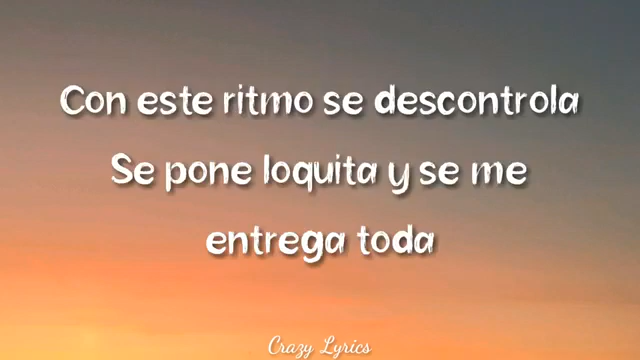 Con este ritmo se descontrola
Se pone loquita y se me
entrega toda
Crazy Lyrics